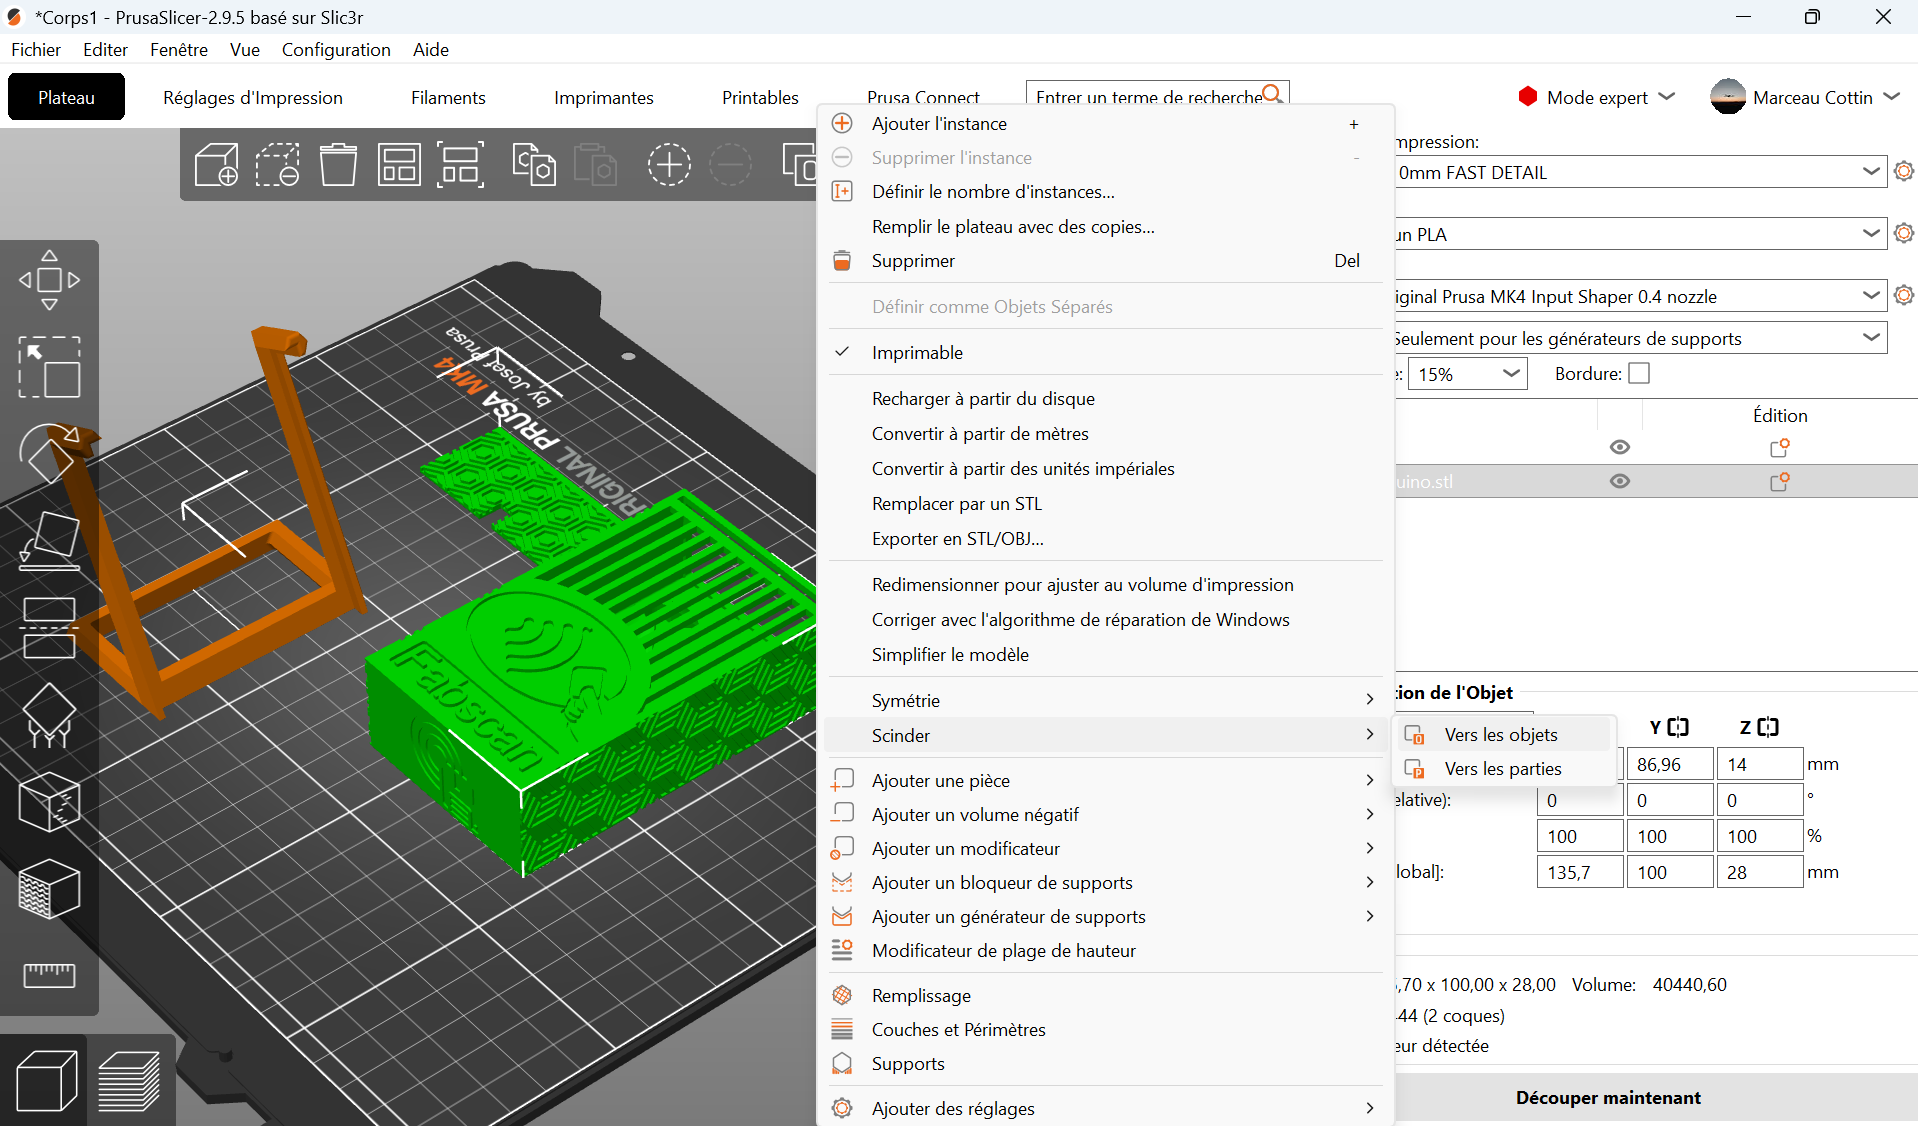 *Corps1 - PrusaSlicer-2.9.5 basé sur Slic3r
Fichier Editer Fenêtre Vue Configuration Aide
Plateau Réglages d'Impression Filaments Imprimantes Printables Prusa Connect Entrer un terme de recherche Mode expert Marceau Cottin
Ajouter l'instance +
Supprimer l'instance -
Définir le nombre d'instances...
Remplir le plateau avec des copies...
Supprimer Del
Définir comme Objets Séparés
Imprimable
Recharger à partir du disque
Convertir à partir de mètres
Convertir à partir des unités impériales
Remplacer par un STL
Exporter en STL/OBJ...
Redimensionner pour ajuster au volume d'impression
Corriger avec l'algorithme de réparation de Windows
Simplifier le modèle
Symétrie
Scinder
Ajouter une pièce
Ajouter un volume négatif
Ajouter un modificateur
Ajouter un bloqueur de supports
Ajouter un générateur de supports
Modificateur de plage de hauteur
Remplissage
Couches et Périmètres
Supports
Ajouter des réglages
Vers les objets
Vers les parties
mpression:
0mm FAST DETAIL
un PLA
iginal Prusa MK4 Input Shaper 0.4 nozzle
Seulement pour les générateurs de supports
e: 15% Bordure:
Édition
uino.stl
ion de l'Objet
Y Z
86,96 14 mm
elative): 0 0 0 °
100 100 100 %
lobal]: 135,7 100 28 mm
,70 x 100,00 x 28,00 Volume: 40440,60
44 (2 coques)
eur détectée
Découper maintenant
by Josef Prusa
ORIGINAL PRUSA MK4
Fabscan